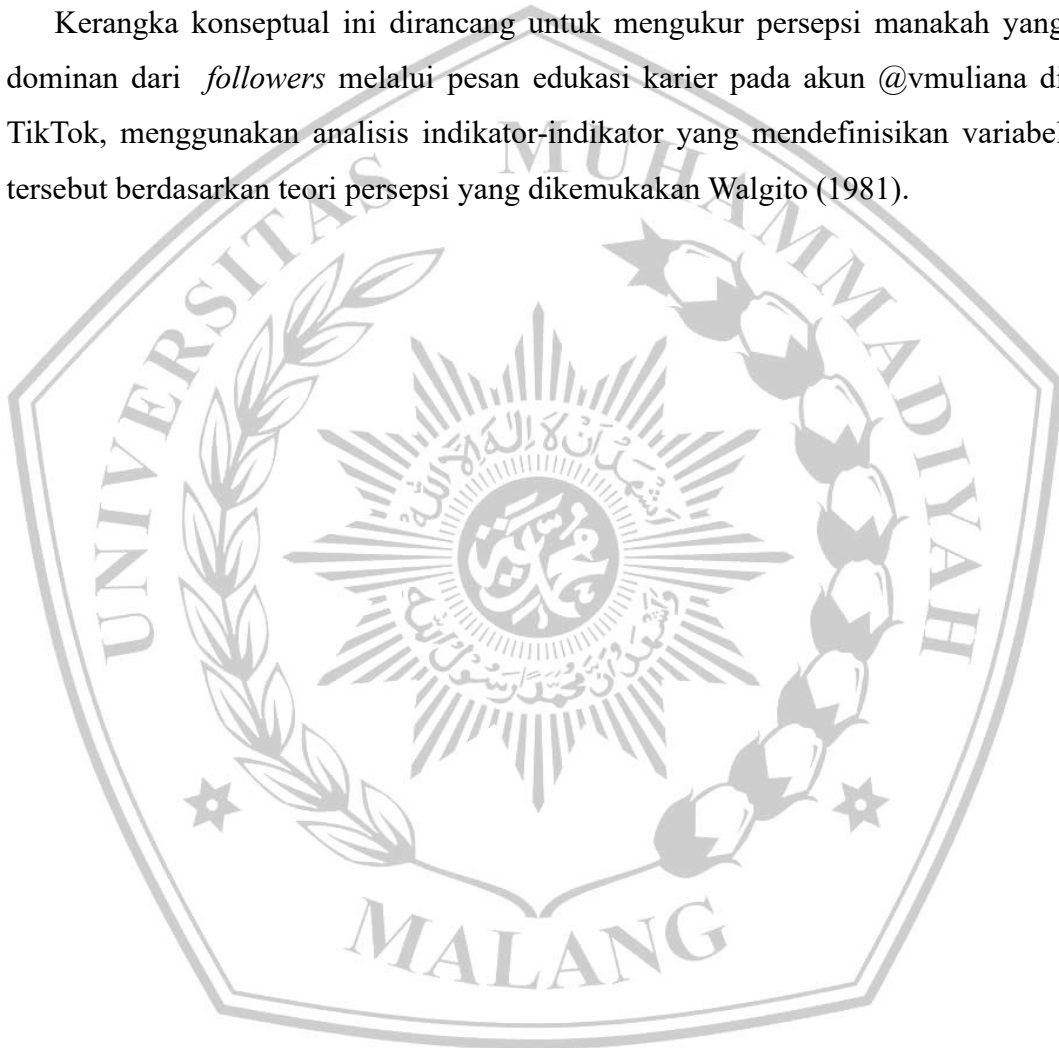 Kerangka konseptual ini dirancang untuk mengukur persepsi manakah yang
dominan dari followers melalui pesan edukasi karier pada akun @vmuliana di
TikTok, menggunakan analisis indikator-indikator yang mendefinisikan variabel
tersebut berdasarkan teori persepsi yang dikemukakan Walgito (1981).
UNIVERSITAS MUHAMMADIYAH
MALANG